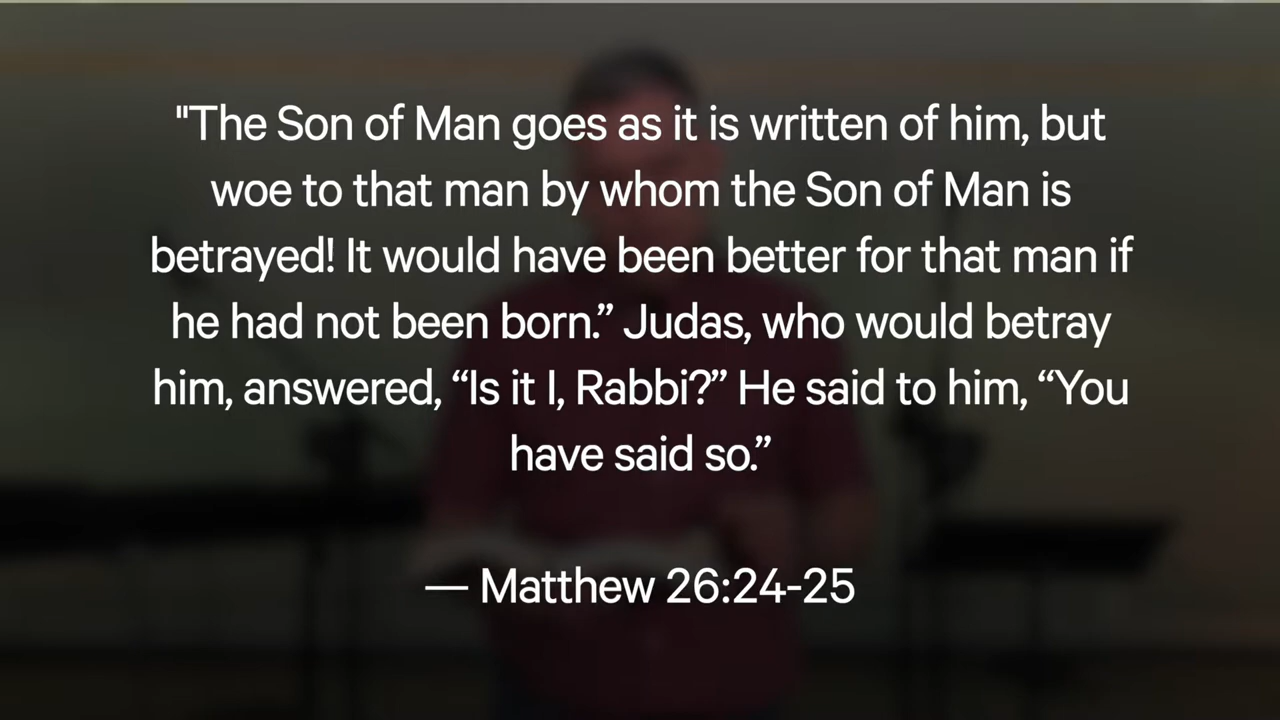 "The Son of Man goes as it is written of him, but
woe to that man by whom the Son of Man is
betrayed! It would have been better for that man if
he had not been born.” Judas, who would betray
him, answered, “Is it I, Rabbi?” He said to him, “You
have said so.”
— Matthew 26:24-25